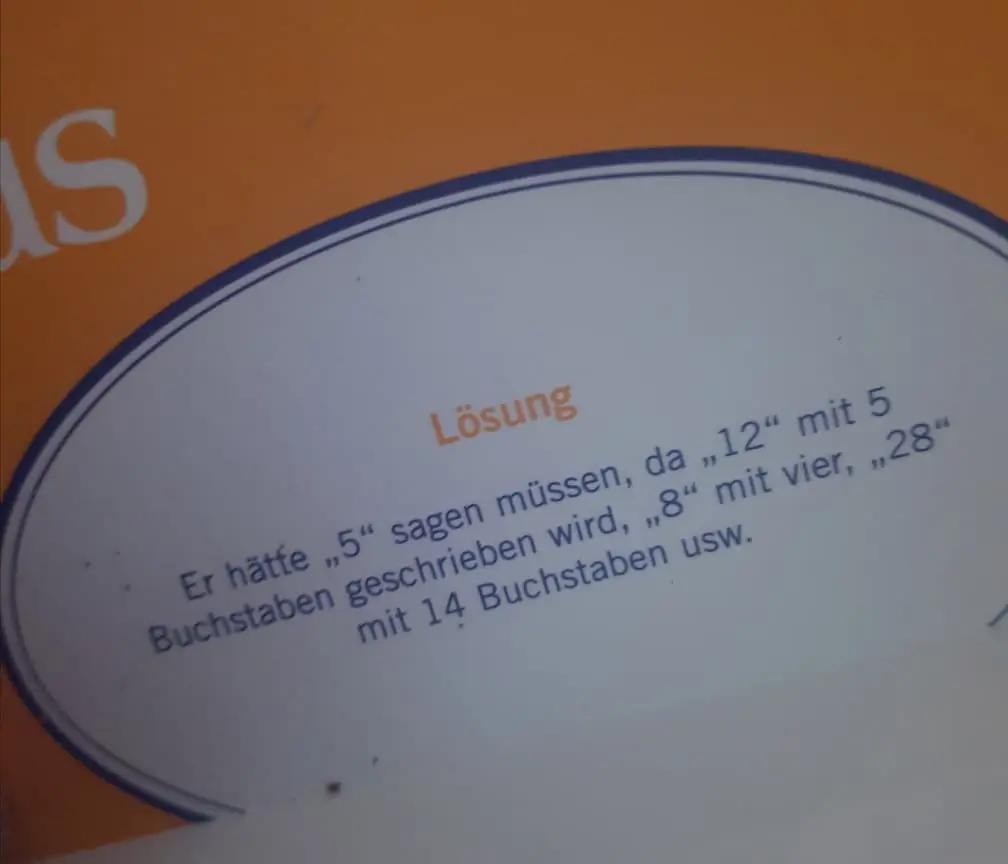 us
Lösung
Er hätte „5“ sagen müssen, da „12“ mit 5
Buchstaben geschrieben wird, „8“ mit vier, „28“
mit 14 Buchstaben usw.